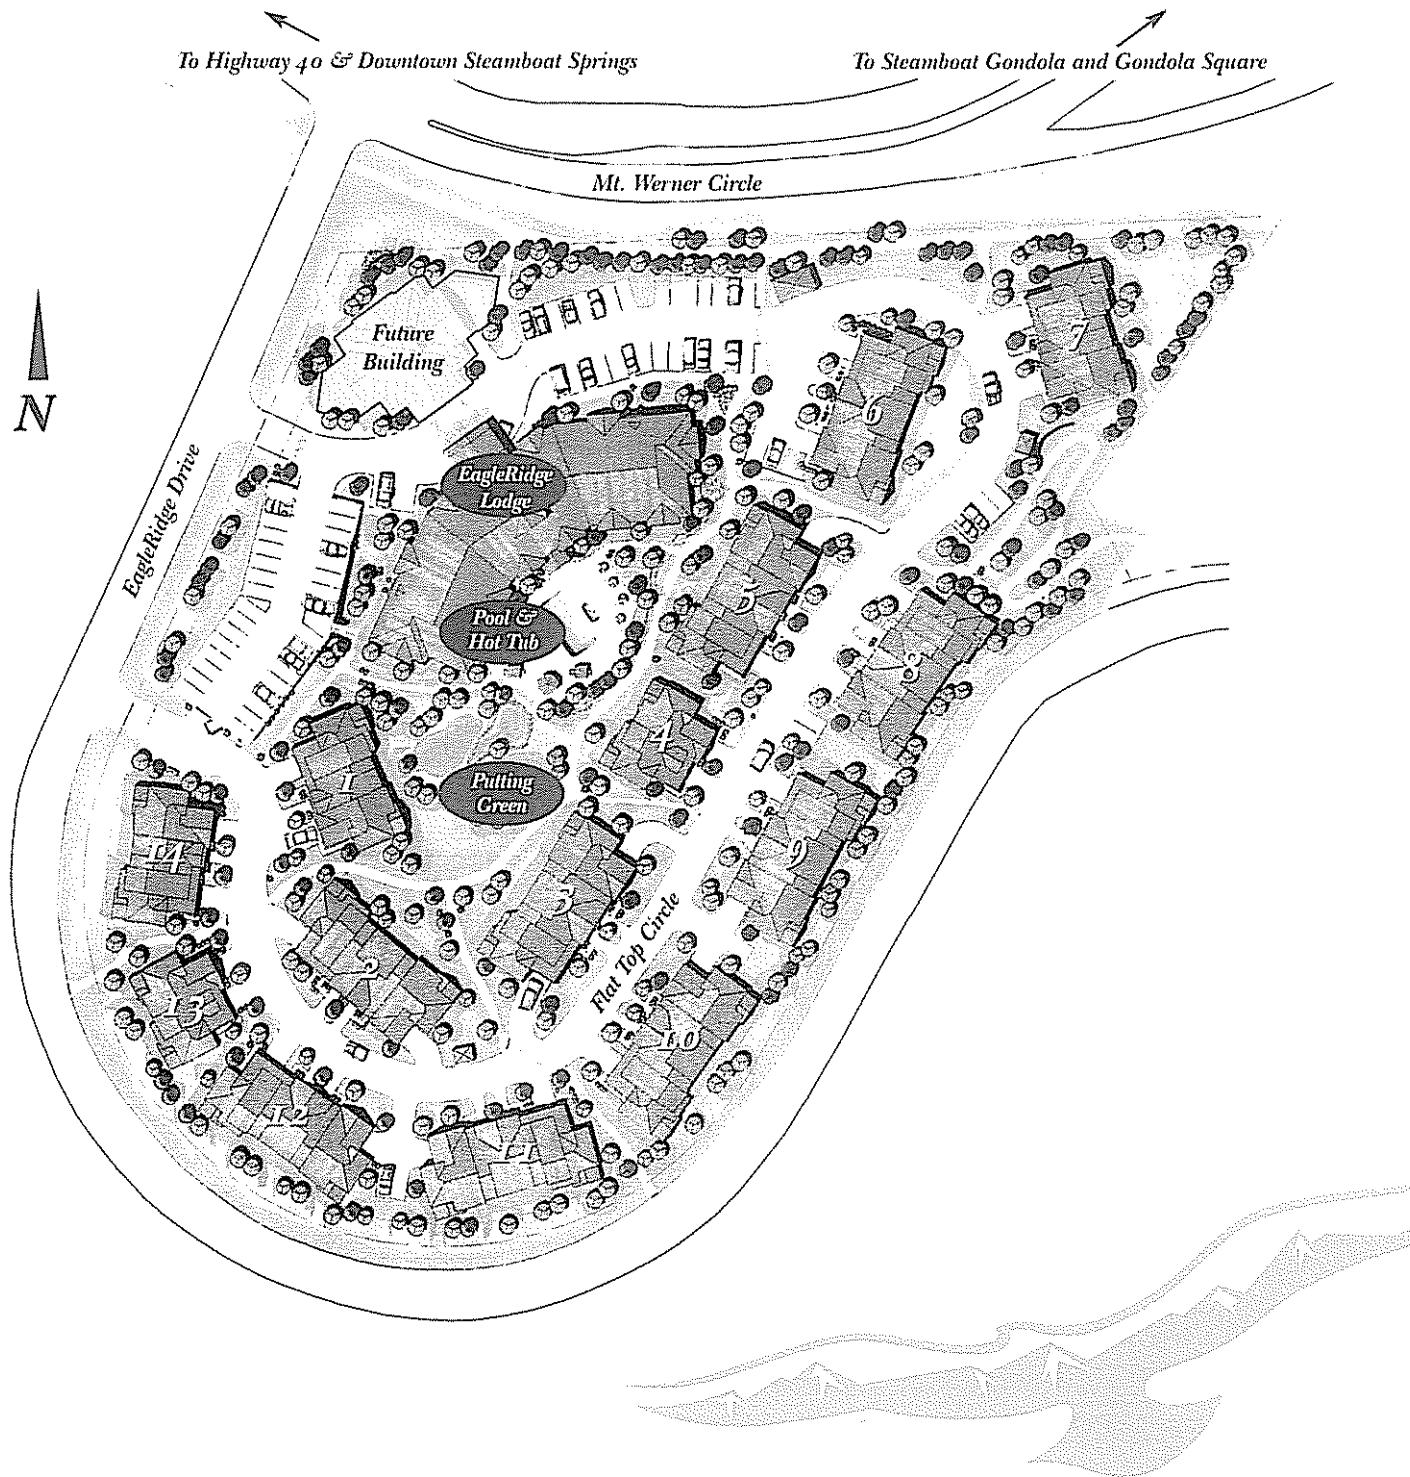 To Highway 40 & Downtown Steamboat Springs
To Steamboat Gondola and Gondola Square
Mt. Werner Circle
Future
Building
7
6
N
EagleRidge
Lodge
EagleRidge Drive
5
Pool &
Hot Tub
8
4
1
Putting
Green
14
9
3
Flat Top Circle
2
13
10
12
11